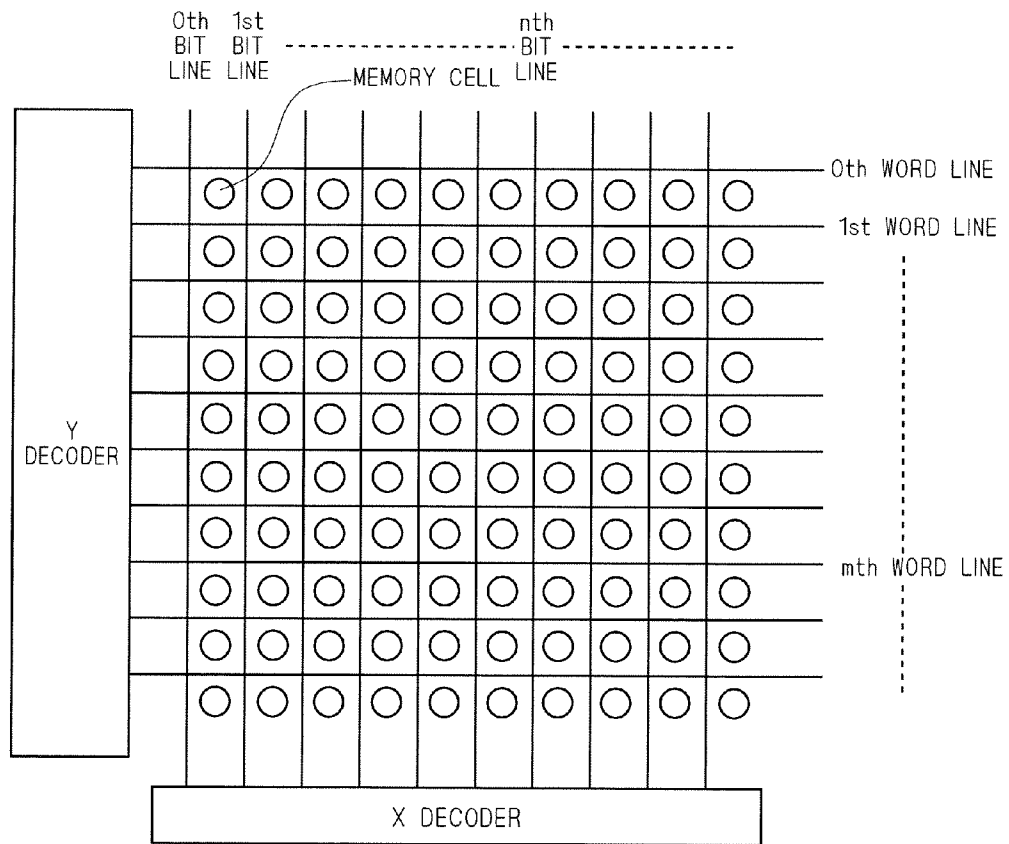 0th
BIT
LINE
1st
BIT
LINE
nth
BIT
LINE
MEMORY CELL
0th WORD LINE
1st WORD LINE
Y
DECODER
mth WORD LINE
X DECODER